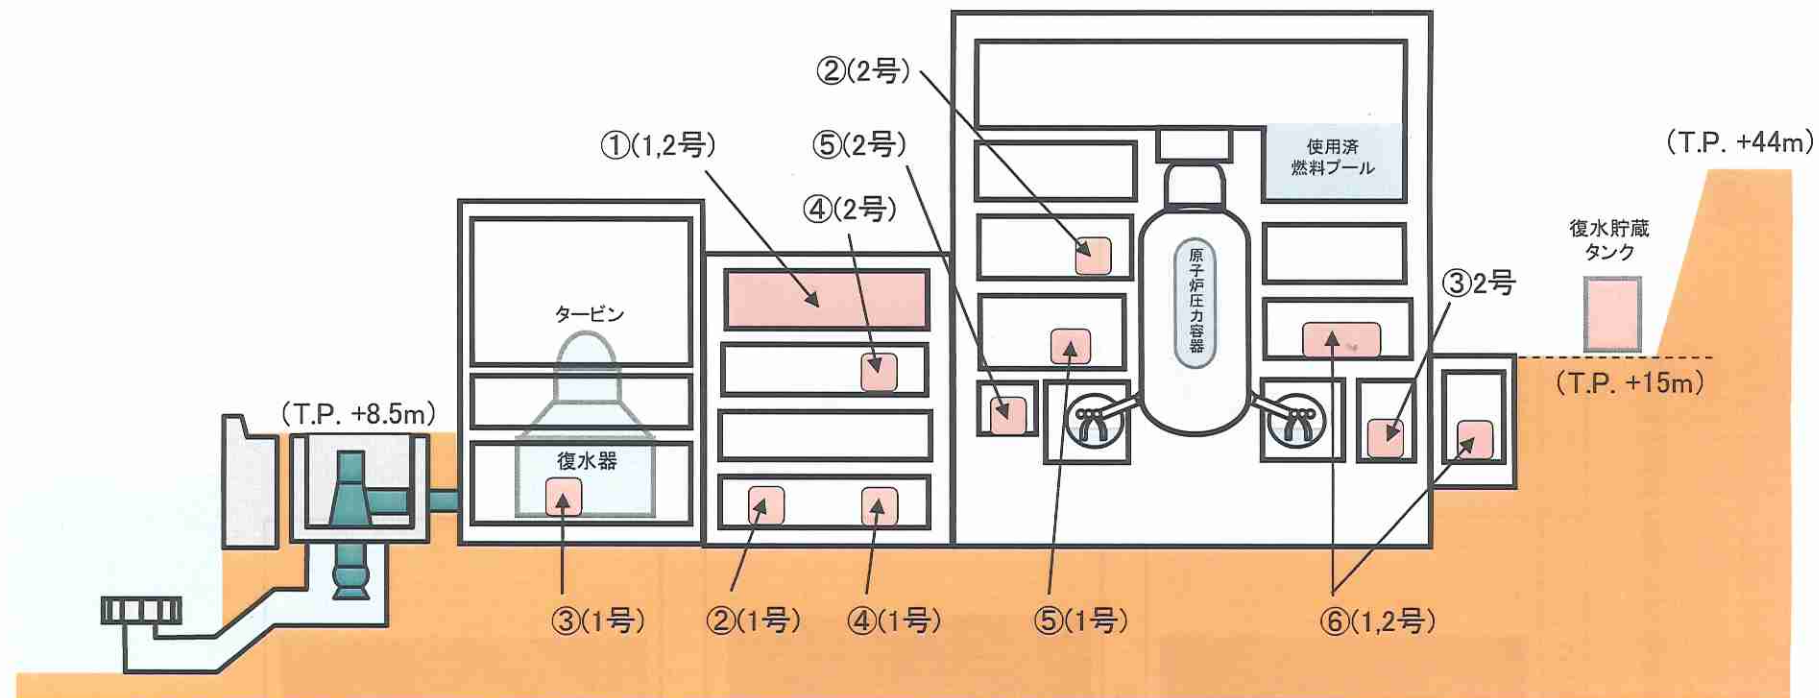 ②(2号)
①(1,2号)
⑤(2号)
④(2号)
使用済
燃料プール
(T.P. +44m)
復水貯蔵
タンク
原子炉圧力容器
③2号
タービン
(T.P. +15m)
(T.P. +8.5m)
復水器
③(1号)
②(1号)
④(1号)
⑤(1号)
⑥(1,2号)